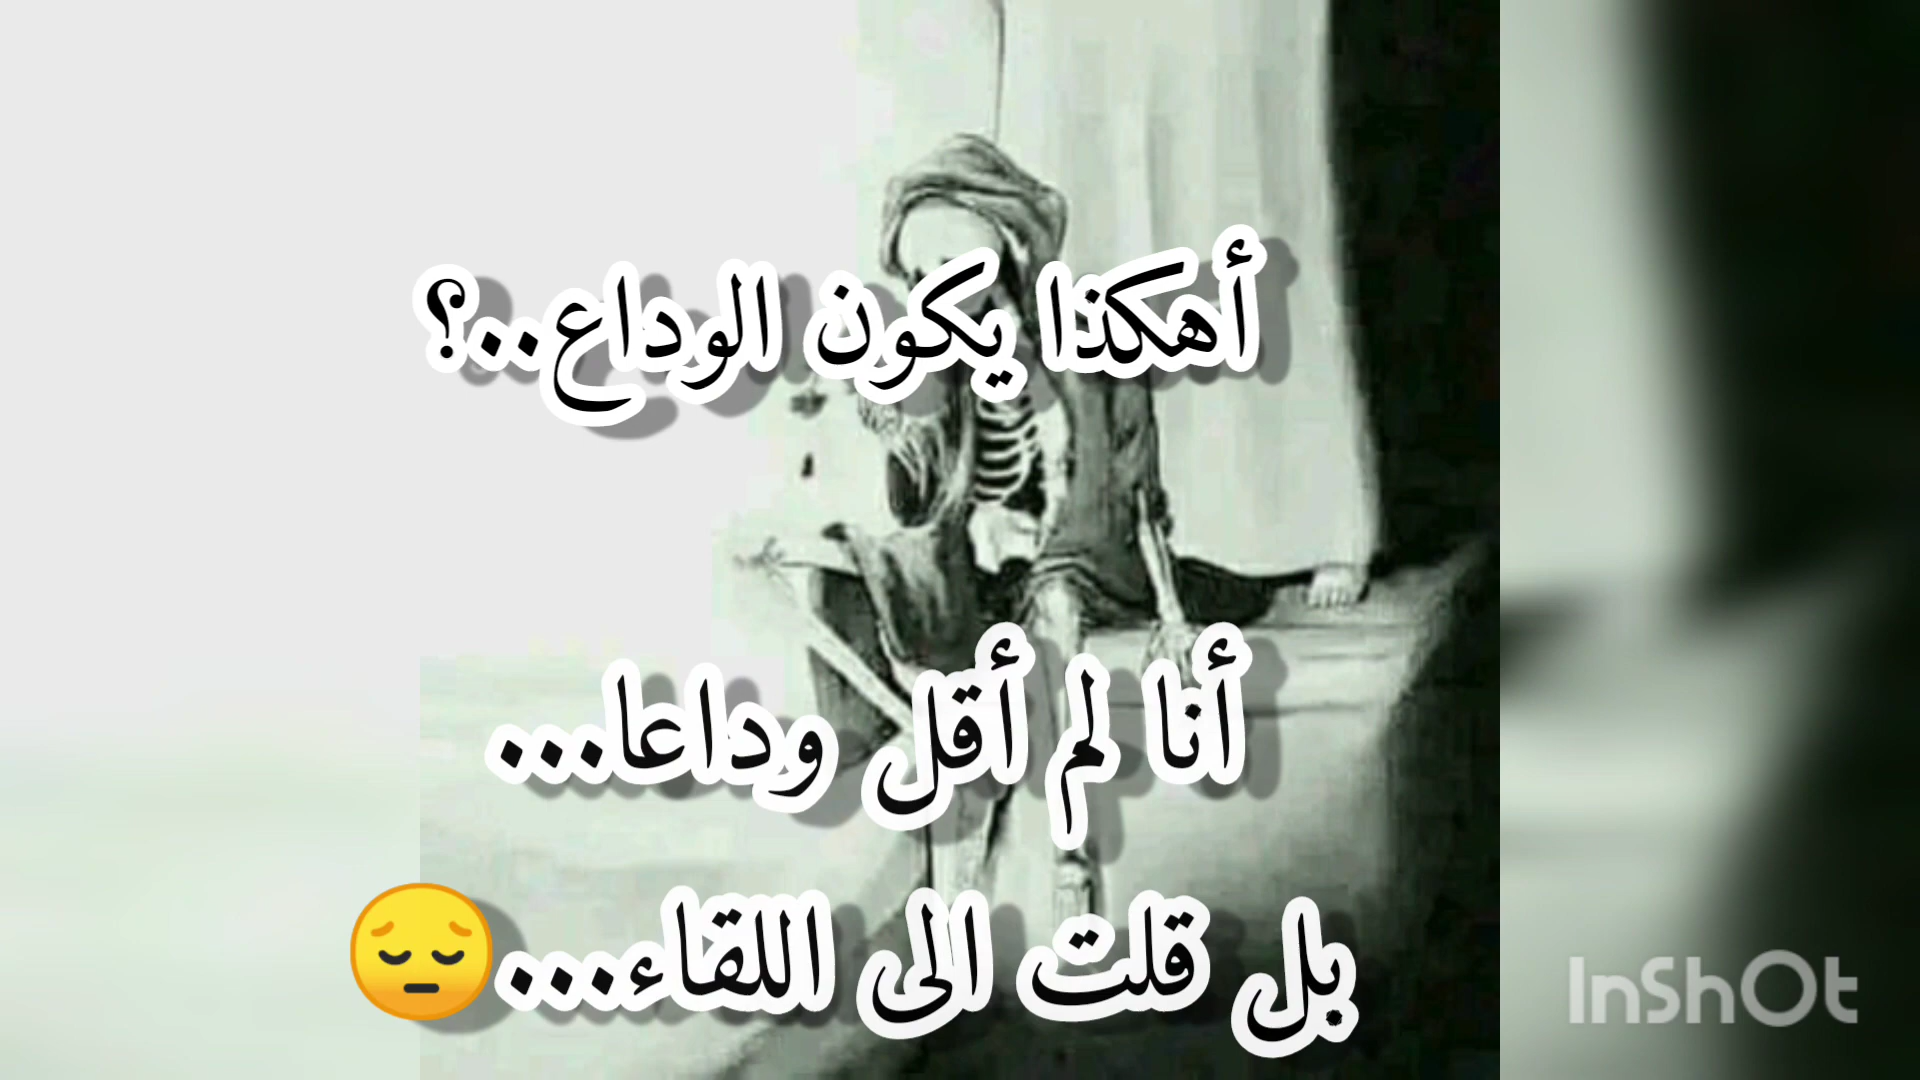 أهكذا يكون الوداع..؟
أنا لم أقل وداعا...
بل قلت الى اللقاء...😔
InShOt